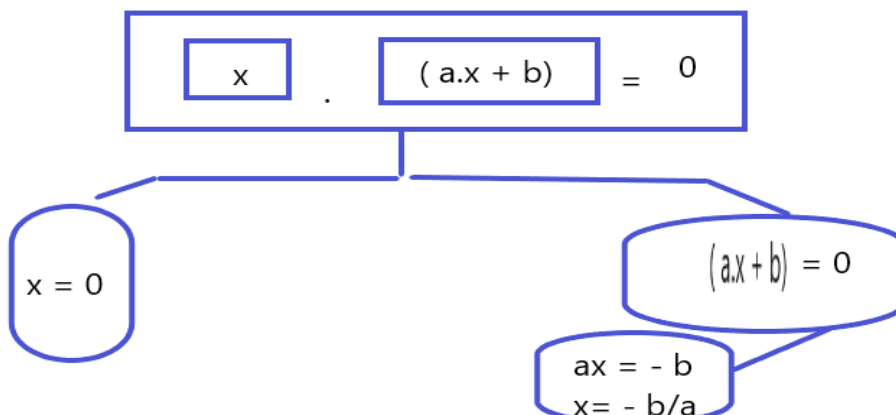 x . ( a.x + b) = 0
x = 0
(a.x + b) = 0
ax = - b
x= - b/a